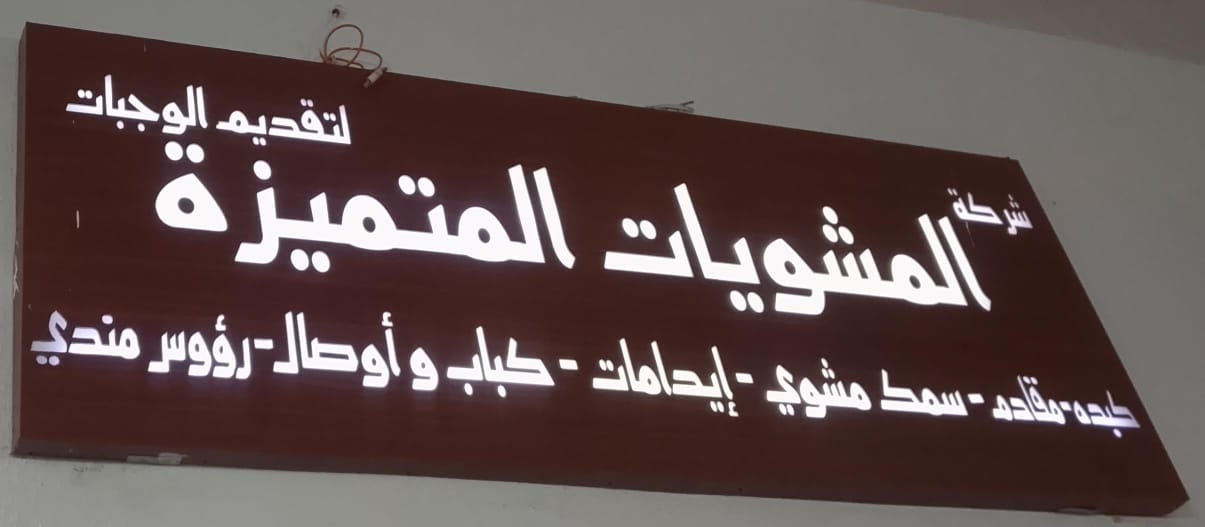 شركة
المشويات المتميزة
لتقديم الوجبات
كبده - مقادم - سمك مشوي - إيدامات - كباب و أوصال - رؤوس مندي